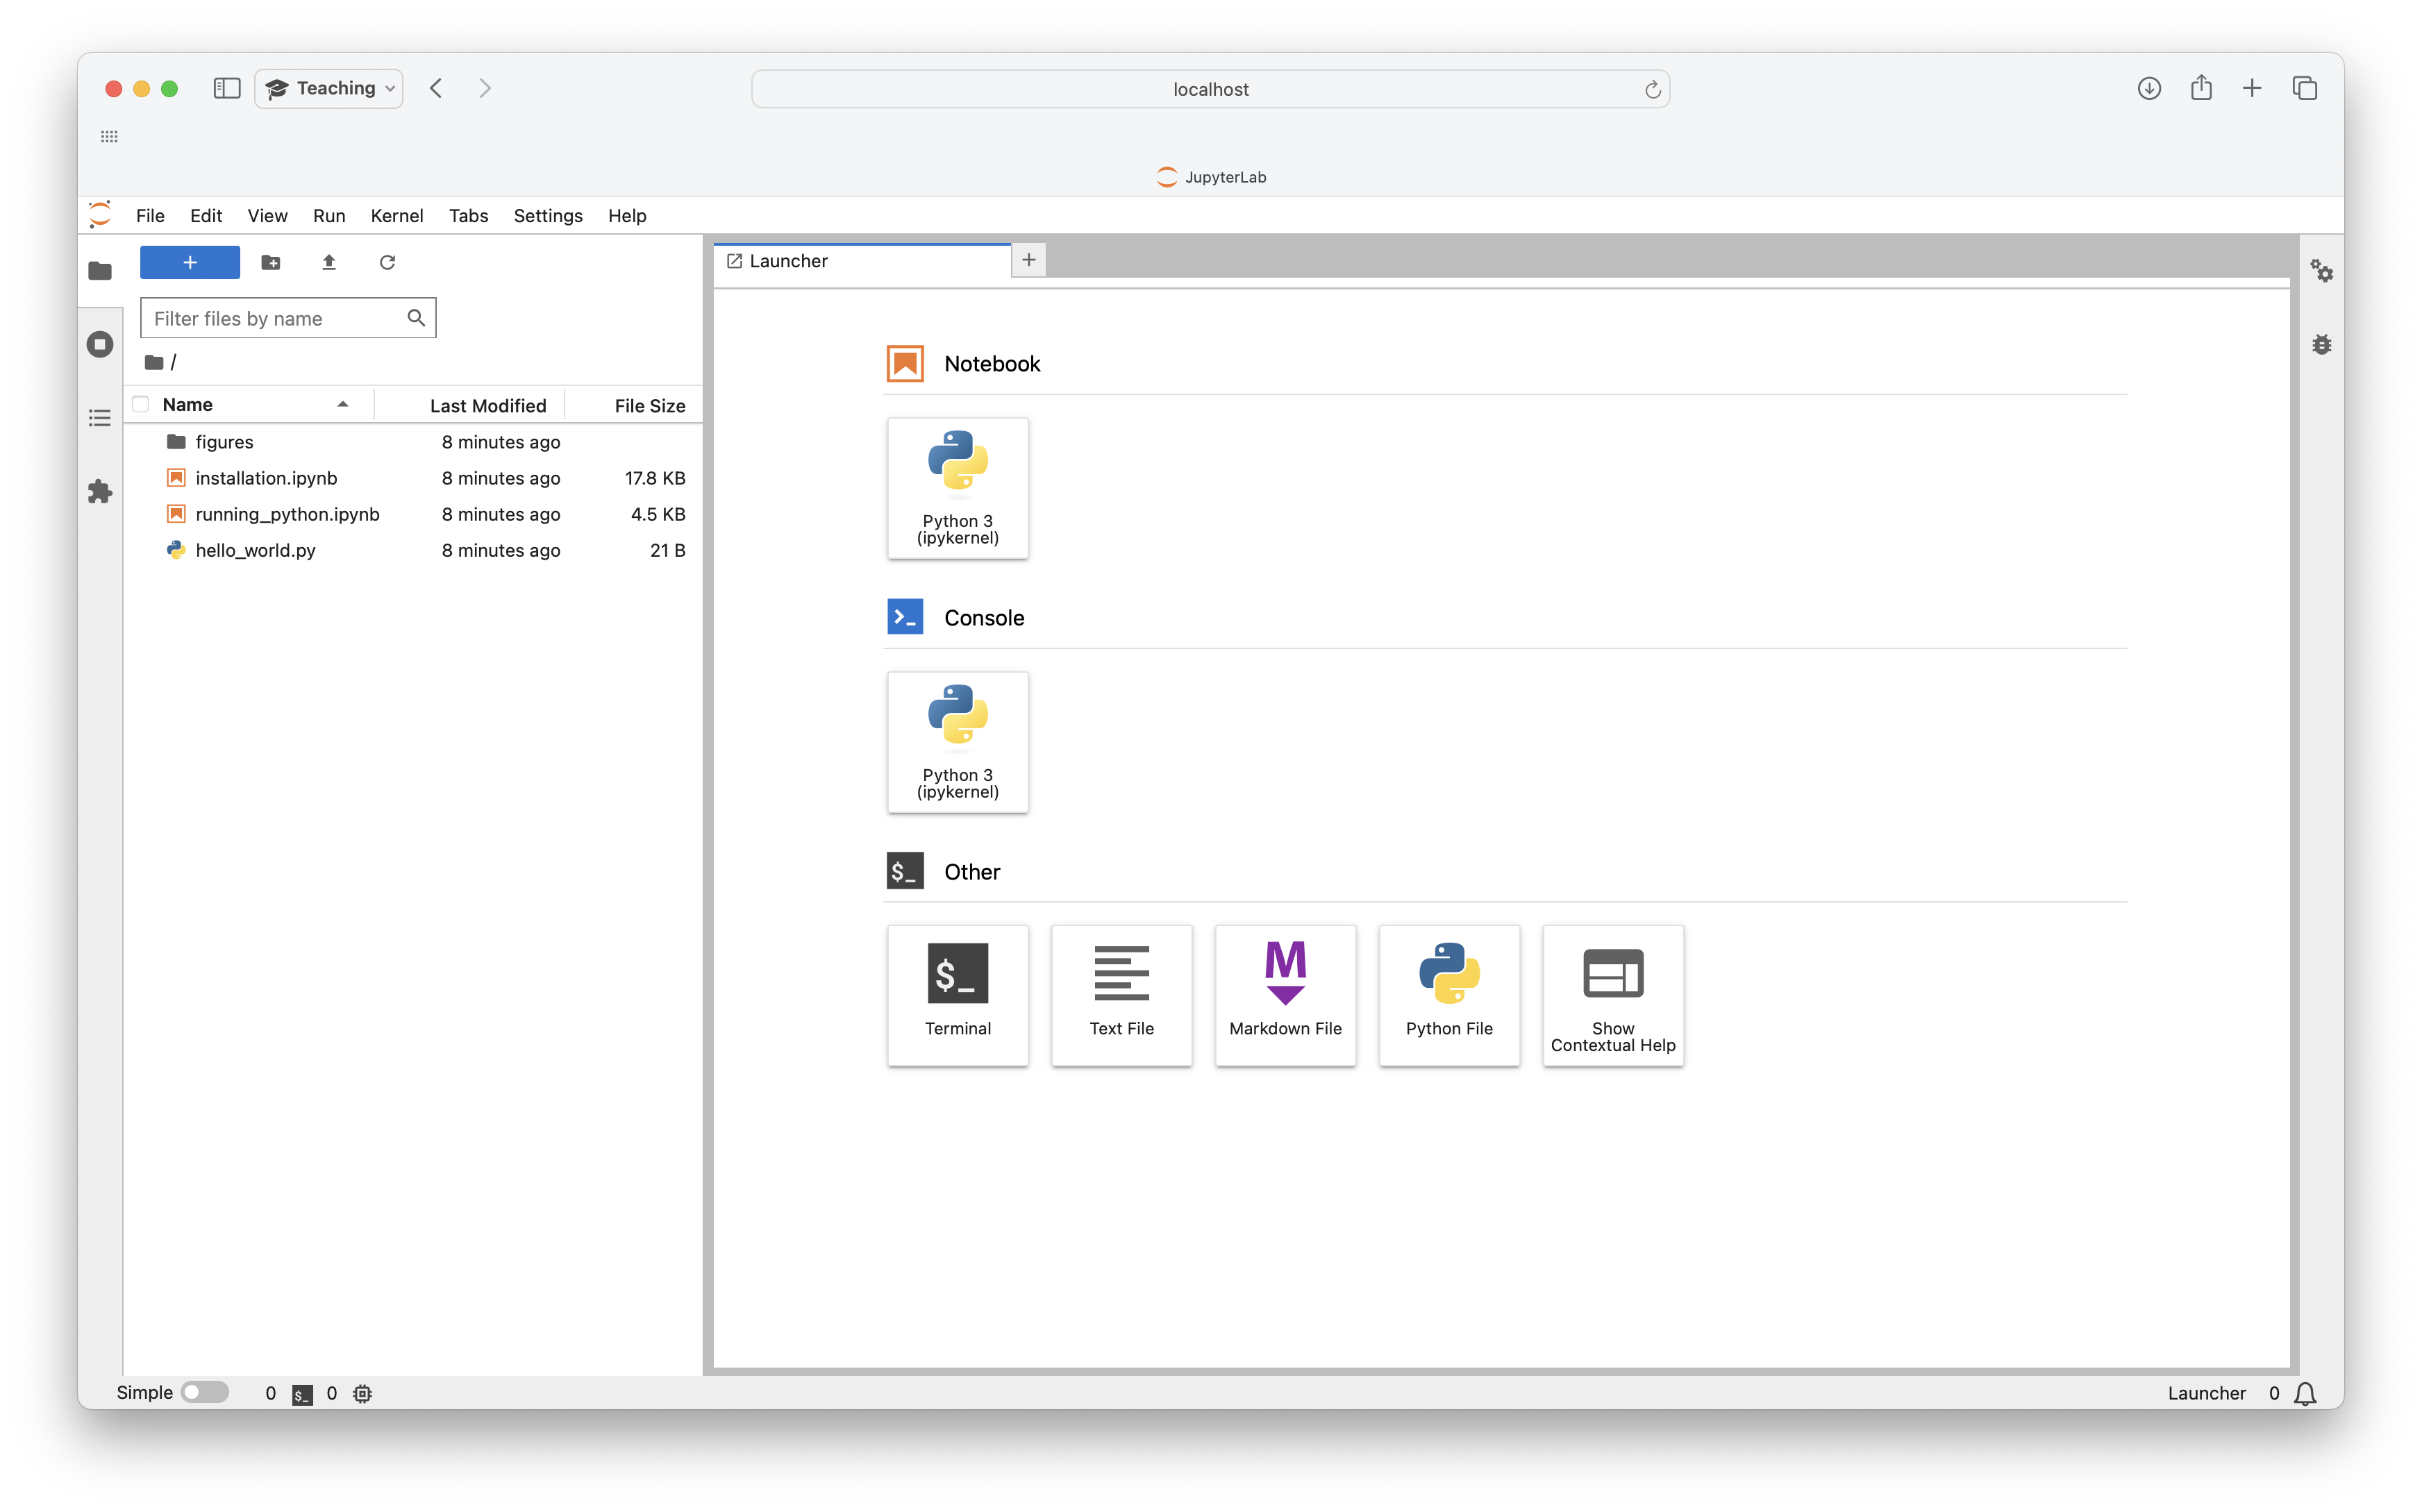 Teaching
localhost
JupyterLab
File Edit View Run Kernel Tabs Settings Help
+
Filter files by name
/
Name Last Modified File Size
figures 8 minutes ago
installation.ipynb 8 minutes ago 17.8 KB
running_python.ipynb 8 minutes ago 4.5 KB
hello_world.py 8 minutes ago 21 B
Launcher +
Notebook
Python 3
(ipykernel)
>_ Console
Python 3
(ipykernel)
$_ Other
$_
Terminal
Text File
M
Markdown File
Python File
Show
Contextual Help
Simple 0 $_ 0
Launcher 0